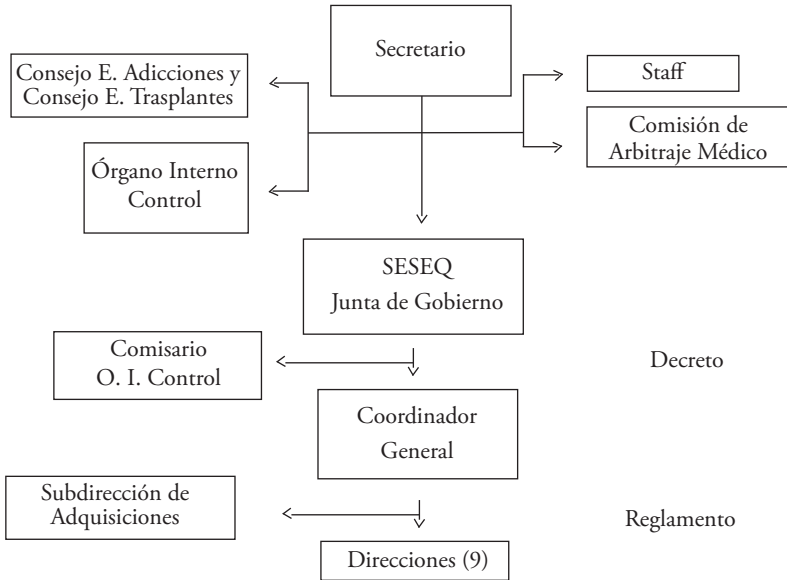 Secretario
Consejo E. Adicciones y
Consejo E. Trasplantes
Staff
Comisión de
Arbitraje Médico
Órgano Interno
Control
SESEQ
Junta de Gobierno
Comisario
O. I. Control
Decreto
Coordinador
General
Subdirección de
Adquisiciones
Reglamento
Direcciones (9)